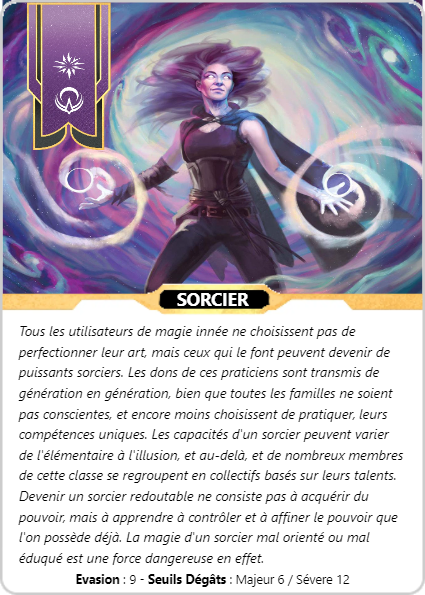 SORCIER
Tous les utilisateurs de magie innée ne choisissent pas de
perfectionner leur art, mais ceux qui le font peuvent devenir de
puissants sorciers. Les dons de ces praticiens sont transmis de
génération en génération, bien que toutes les familles ne soient
pas conscientes, et encore moins choisissent de pratiquer, leurs
compétences uniques. Les capacités d'un sorcier peuvent varier
de l'élémentaire à l'illusion, et au-delà, et de nombreux membres
de cette classe se regroupent en collectifs basés sur leurs talents.
Devenir un sorcier redoutable ne consiste pas à acquérir du
pouvoir, mais à apprendre à contrôler et à affiner le pouvoir que
l'on possède déjà. La magie d'un sorcier mal orienté ou mal
éduqué est une force dangereuse en effet.
Evasion : 9 - Seuils Dégâts : Majeur 6 / Sévere 12